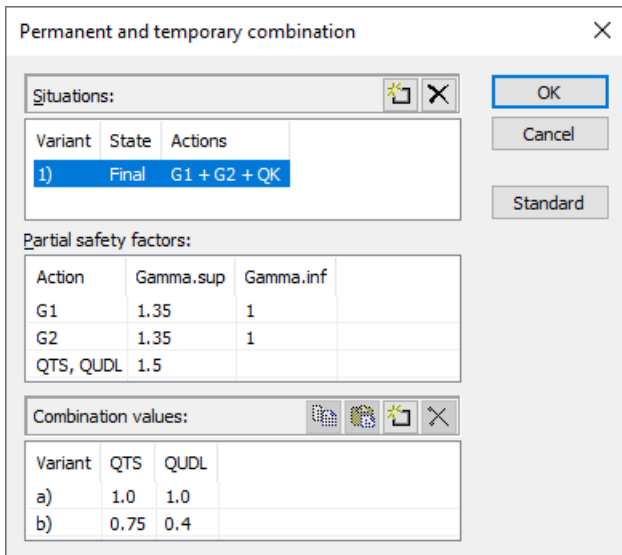 Permanent and temporary combination
Situations:
OK
Variant State Actions
Cancel
1) Final G1 + G2 + QK
Standard
Partial safety factors:
Action Gamma.sup Gamma.inf
G1 1.35 1
G2 1.35 1
QTS, QUDL 1.5
Combination values:
Variant QTS QUDL
a) 1.0 1.0
b) 0.75 0.4